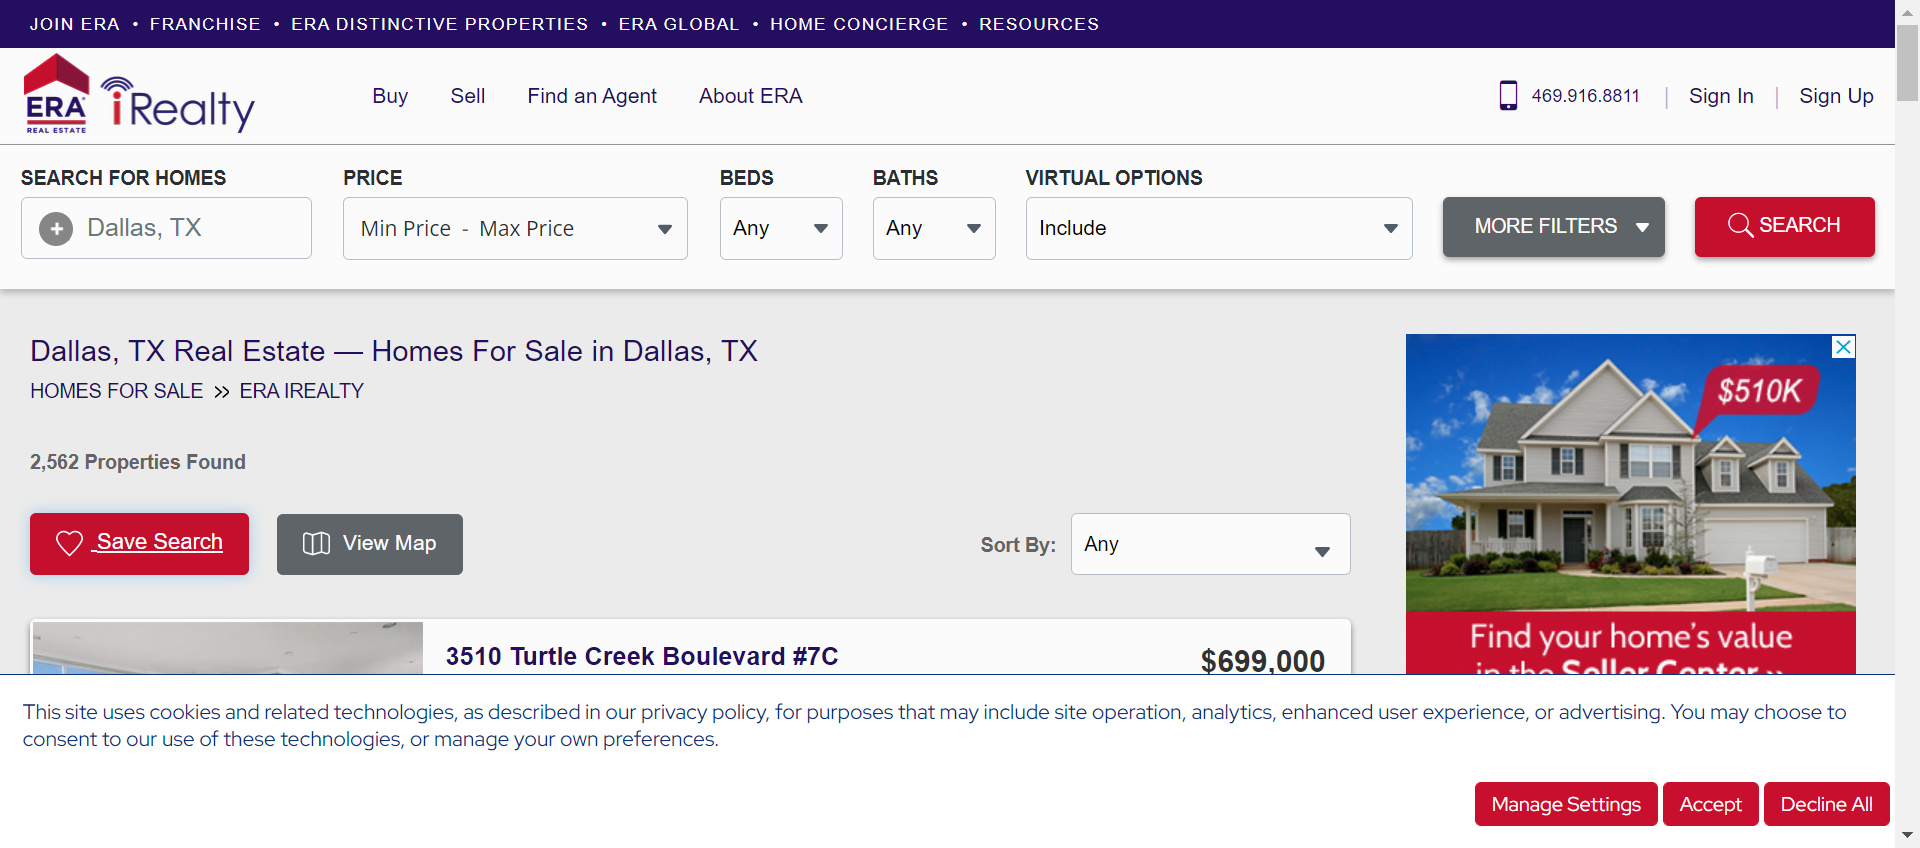 JOIN ERA • FRANCHISE • ERA DISTINCTIVE PROPERTIES • ERA GLOBAL • HOME CONCIERGE • RESOURCES
ERA iRealty
REAL ESTATE
Buy Sell Find an Agent About ERA 469.916.8811 | Sign In | Sign Up
SEARCH FOR HOMES PRICE BEDS BATHS VIRTUAL OPTIONS
Dallas, TX Min Price - Max Price Any Any Include MORE FILTERS SEARCH
Dallas, TX Real Estate — Homes For Sale in Dallas, TX
HOMES FOR SALE » ERA IREALTY
$510K
2,562 Properties Found
Save Search View Map Sort By: Any
Find your home's value
in the Seller Center »
3510 Turtle Creek Boulevard #7C $699,000
This site uses cookies and related technologies, as described in our privacy policy, for purposes that may include site operation, analytics, enhanced user experience, or advertising. You may choose to
consent to our use of these technologies, or manage your own preferences.
Manage Settings Accept Decline All